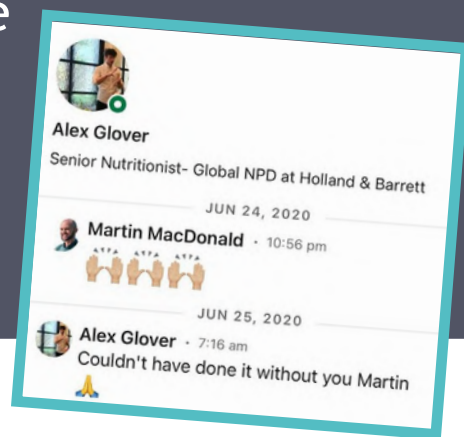 e
Alex Glover
Senior Nutritionist- Global NPD at Holland & Barrett
JUN 24, 2020
Martin MacDonald · 10:56 pm
🙌🏼🙌🏼🙌🏼
JUN 25, 2020
Alex Glover · 7:16 am
Couldn't have done it without you Martin
🙏